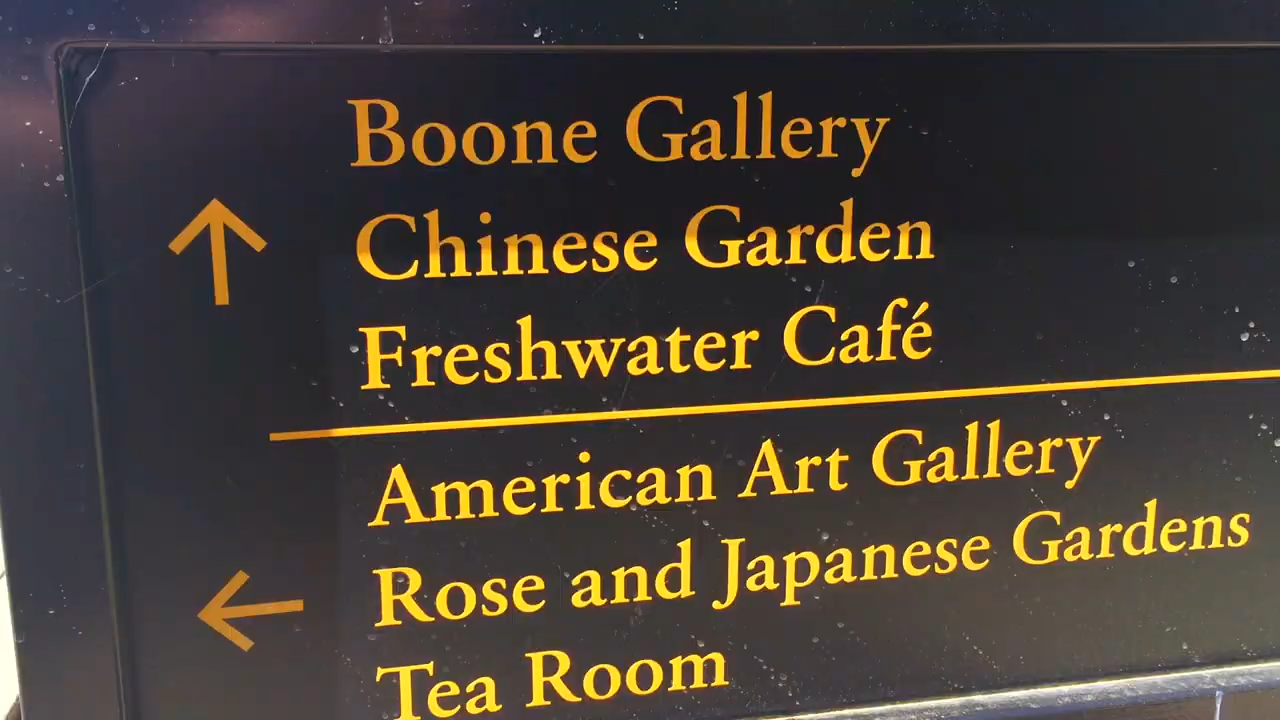 Boone Gallery
Chinese Garden
Freshwater Café
American Art Gallery
Rose and Japanese Gardens
Tea Room